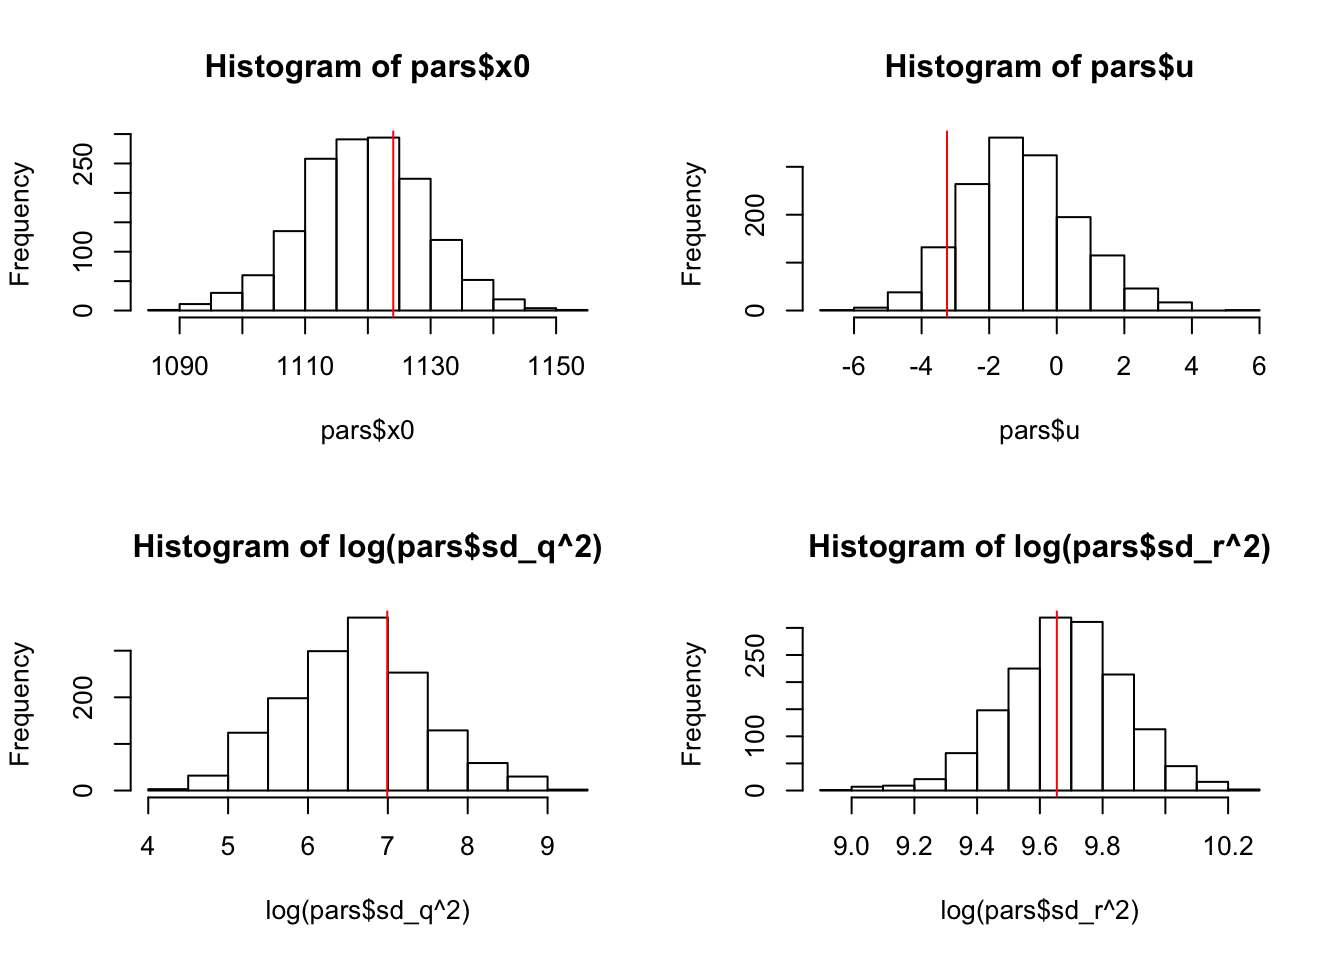 Histogram of pars$x0
Frequency
0 100 250
1090 1110 1130 1150
pars$x0
Histogram of pars$u
Frequency
0 200
-6 -4 -2 0 2 4 6
pars$u
Histogram of log(pars$sd_q^2)
Frequency
0 200
4 5 6 7 8 9
log(pars$sd_q^2)
Histogram of log(pars$sd_r^2)
Frequency
0 100 250
9.0 9.2 9.4 9.6 9.8 10.2
log(pars$sd_r^2)